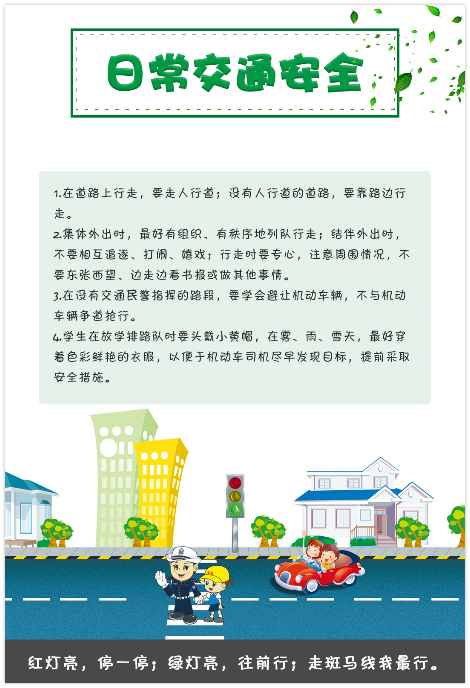 日常交通安全
1.在道路上行走，要走人行道；没有人行道的道路，要靠路边行
走。
2.集体外出时，最好有组织、有秩序地列队行走；结伴外出时，
不要相互追逐、打闹、嬉戏；行走时要专心，注意周围情况，不
要东张西望、边走边看书报或做其他事情。
3.在没有交通民警指挥的路段，要学会避让机动车辆，不与机动
车辆争道抢行。
4.学生在放学排路队时要头戴小黄帽，在雾、雨、雪天，最好穿
着色彩鲜艳的衣服，以便于机动车司机尽早发现目标，提前采取
安全措施。
红灯亮，停一停；绿灯亮，往前行；走斑马线我最行。